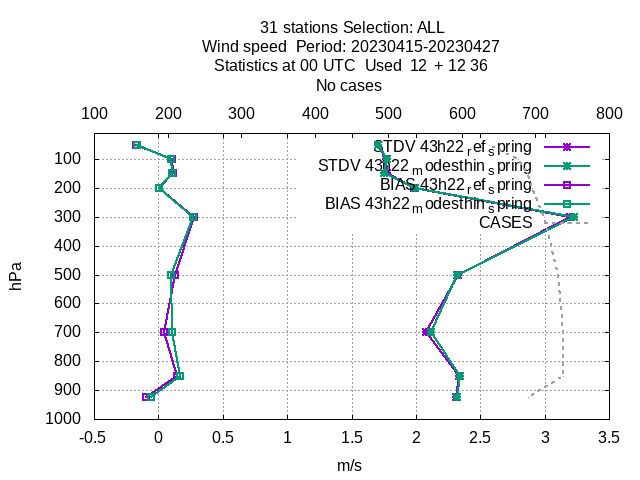 31 stations Selection: ALL
Wind speed  Period: 20230415-20230427
Statistics at 00 UTC  Used  12  + 12 36
No cases
100 200 300 400 500 600 700 800
STDV 43h22_ref_spring
STDV 43h22_modesthin_spring
BIAS 43h22_ref_spring
BIAS 43h22_modesthin_spring
CASES
hPa
100
200
300
400
500
600
700
800
900
1000
-0.5 0 0.5 1 1.5 2 2.5 3 3.5
m/s